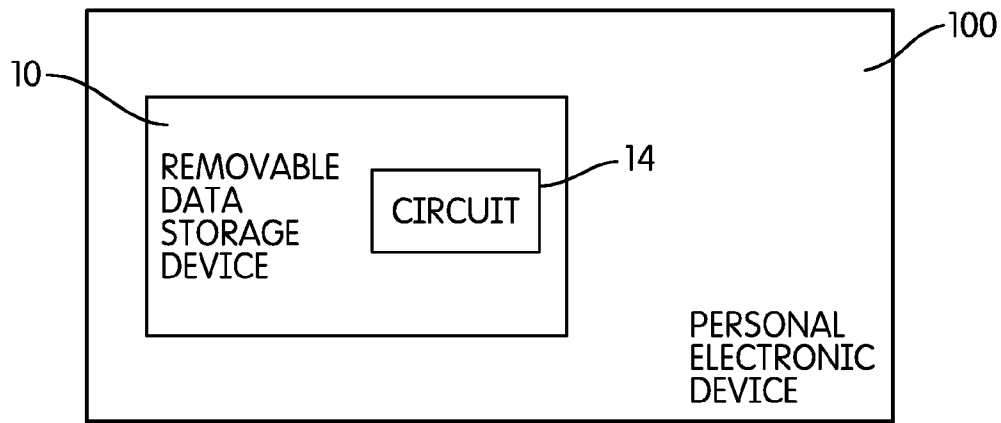 100
10
14
REMOVABLE
DATA
STORAGE
DEVICE
CIRCUIT
PERSONAL
ELECTRONIC
DEVICE